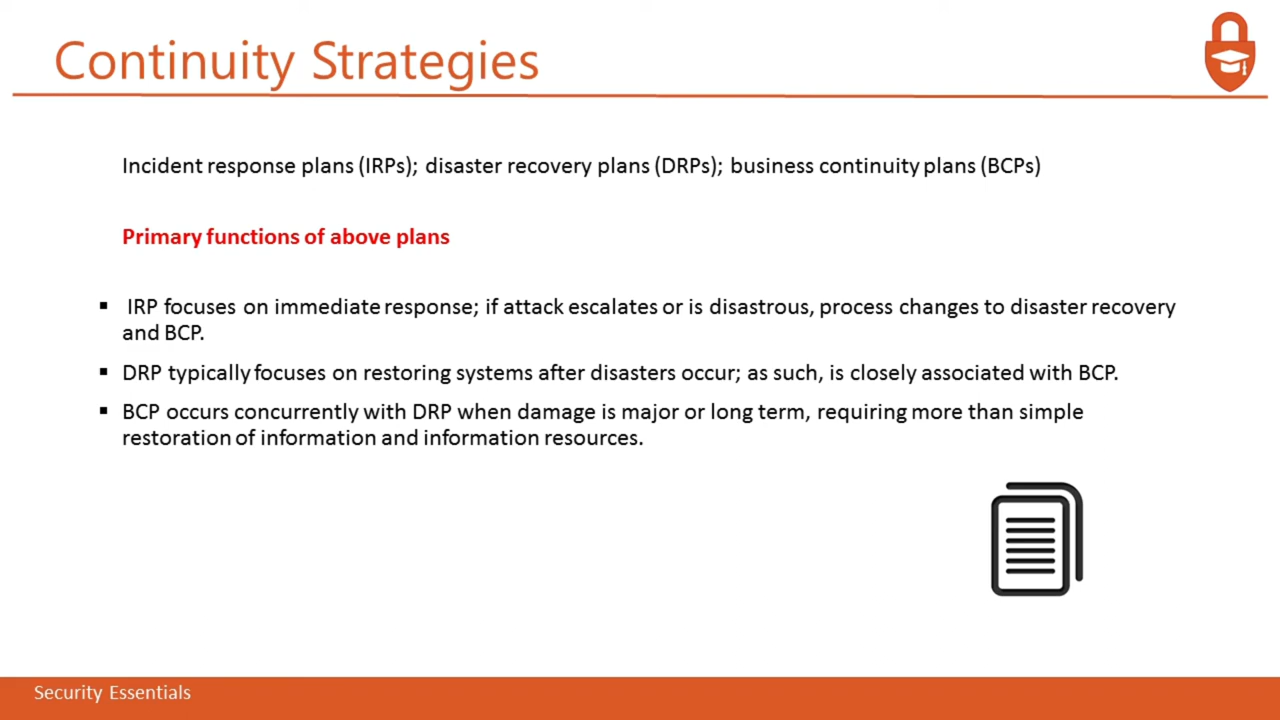 Continuity Strategies
Incident response plans (IRPs); disaster recovery plans (DRPs); business continuity plans (BCPs)
Primary functions of above plans
▪ IRP focuses on immediate response; if attack escalates or is disastrous, process changes to disaster recovery
and BCP.
▪ DRP typically focuses on restoring systems after disasters occur; as such, is closely associated with BCP.
▪ BCP occurs concurrently with DRP when damage is major or long term, requiring more than simple
restoration of information and information resources.
Security Essentials